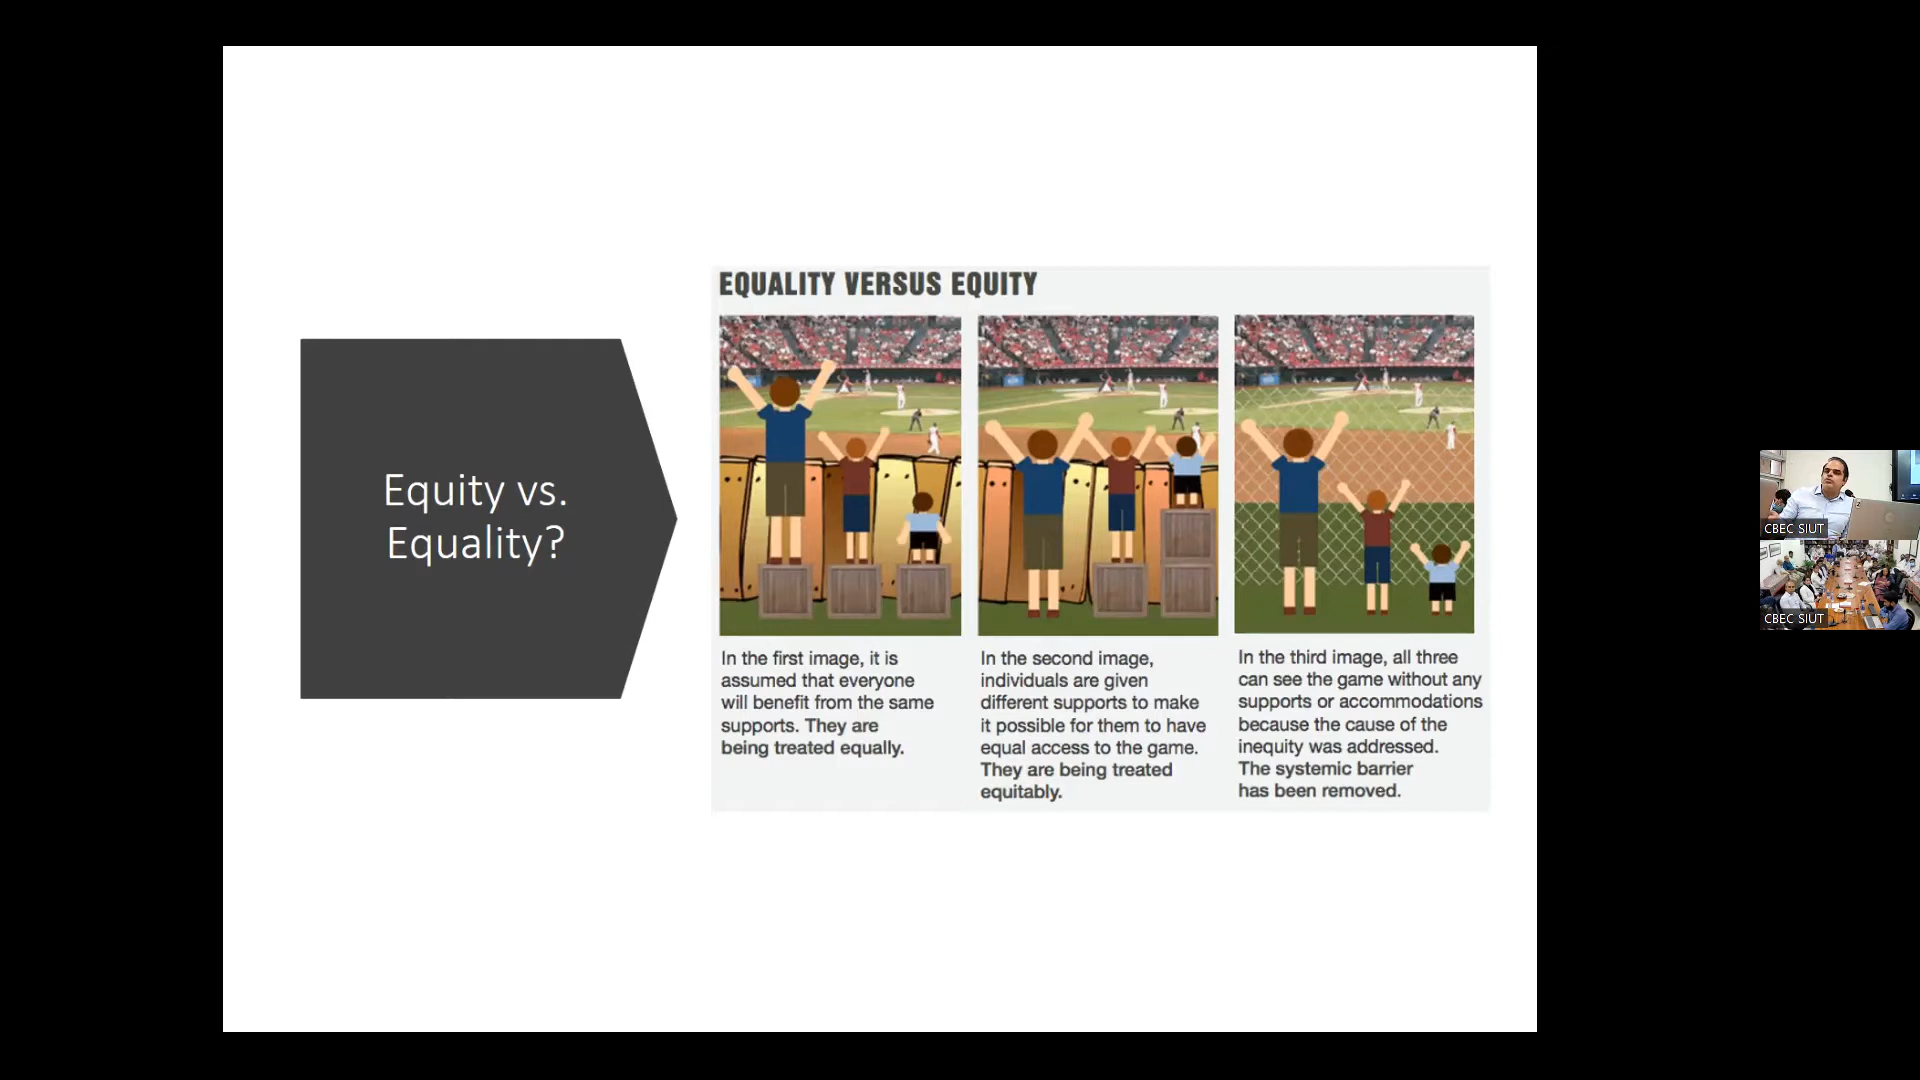 Equity vs.
Equality?
EQUALITY VERSUS EQUITY
In the first image, it is
assumed that everyone
will benefit from the same
supports. They are
being treated equally.
In the second image,
individuals are given
different supports to make
it possible for them to have
equal access to the game.
They are being treated
equitably.
In the third image, all three
can see the game without any
supports or accommodations
because the cause of the
inequity was addressed.
The systemic barrier
has been removed.
CBEC SIUT
CBEC SIUT